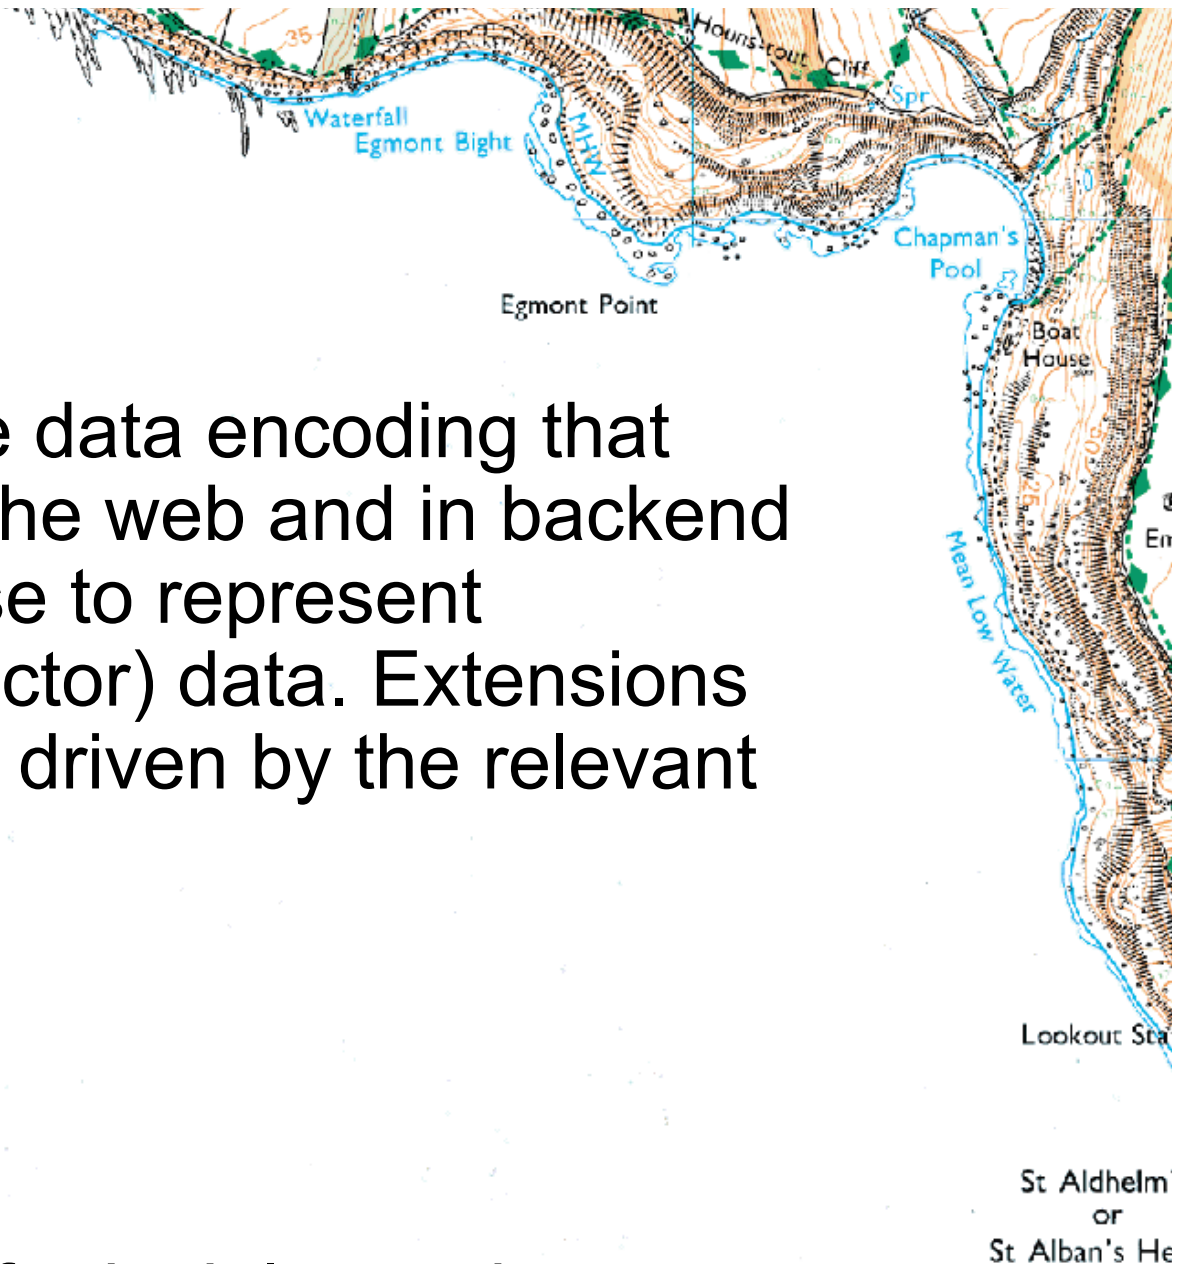 35
Hounstout Cliff
Spr
Waterfall
Egmont Bight
MHW
Chapman's
Pool
Egmont Point
Boat
House
data encoding that
he web and in backend
se to represent
ctor) data. Extensions
driven by the relevant
50
25
Mean Low Water
Lookout Sta
St Aldhelm'
or
St Alban's He